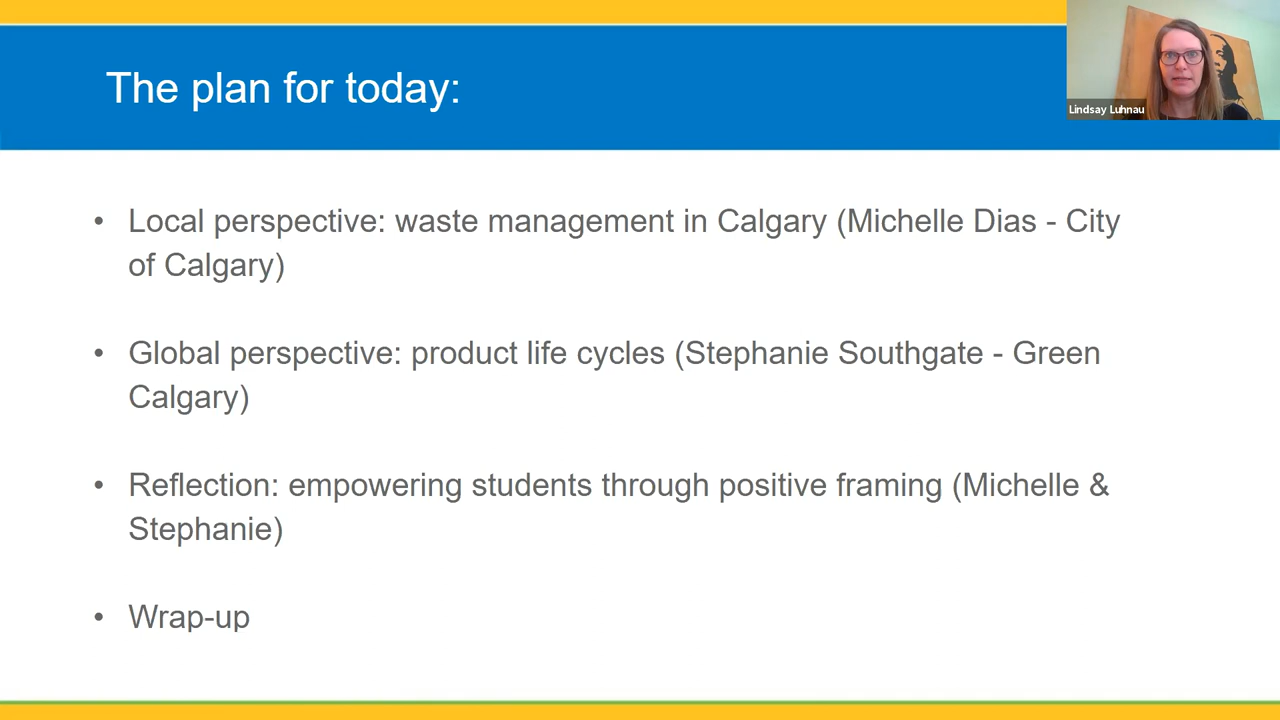 The plan for today:
Lindsay Luhnau
• Local perspective: waste management in Calgary (Michelle Dias - City
of Calgary)
• Global perspective: product life cycles (Stephanie Southgate - Green
Calgary)
• Reflection: empowering students through positive framing (Michelle &
Stephanie)
• Wrap-up